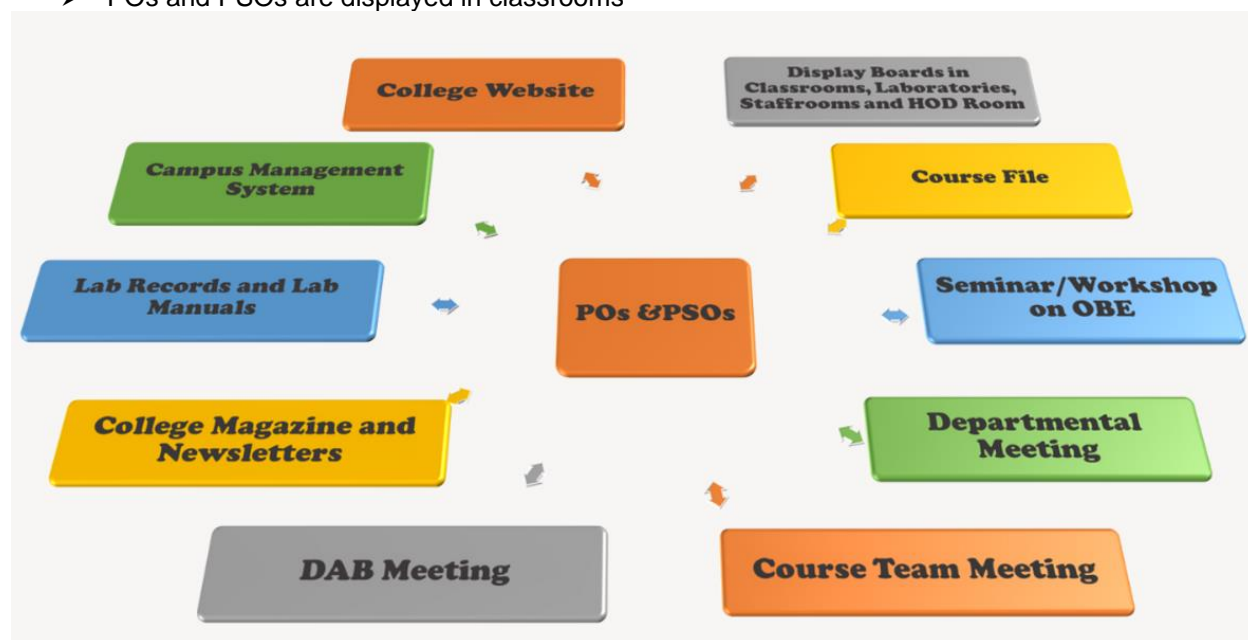 ➤ POs and PSOs are displayed in classrooms
College Website
Display Boards in
Classrooms, Laboratories,
Staffrooms and HOD Room
Campus Management
System
Course File
Lab Records and Lab
Manuals
POs &PSOs
Seminar/Workshop
on OBE
College Magazine and
Newsletters
Departmental
Meeting
DAB Meeting
Course Team Meeting